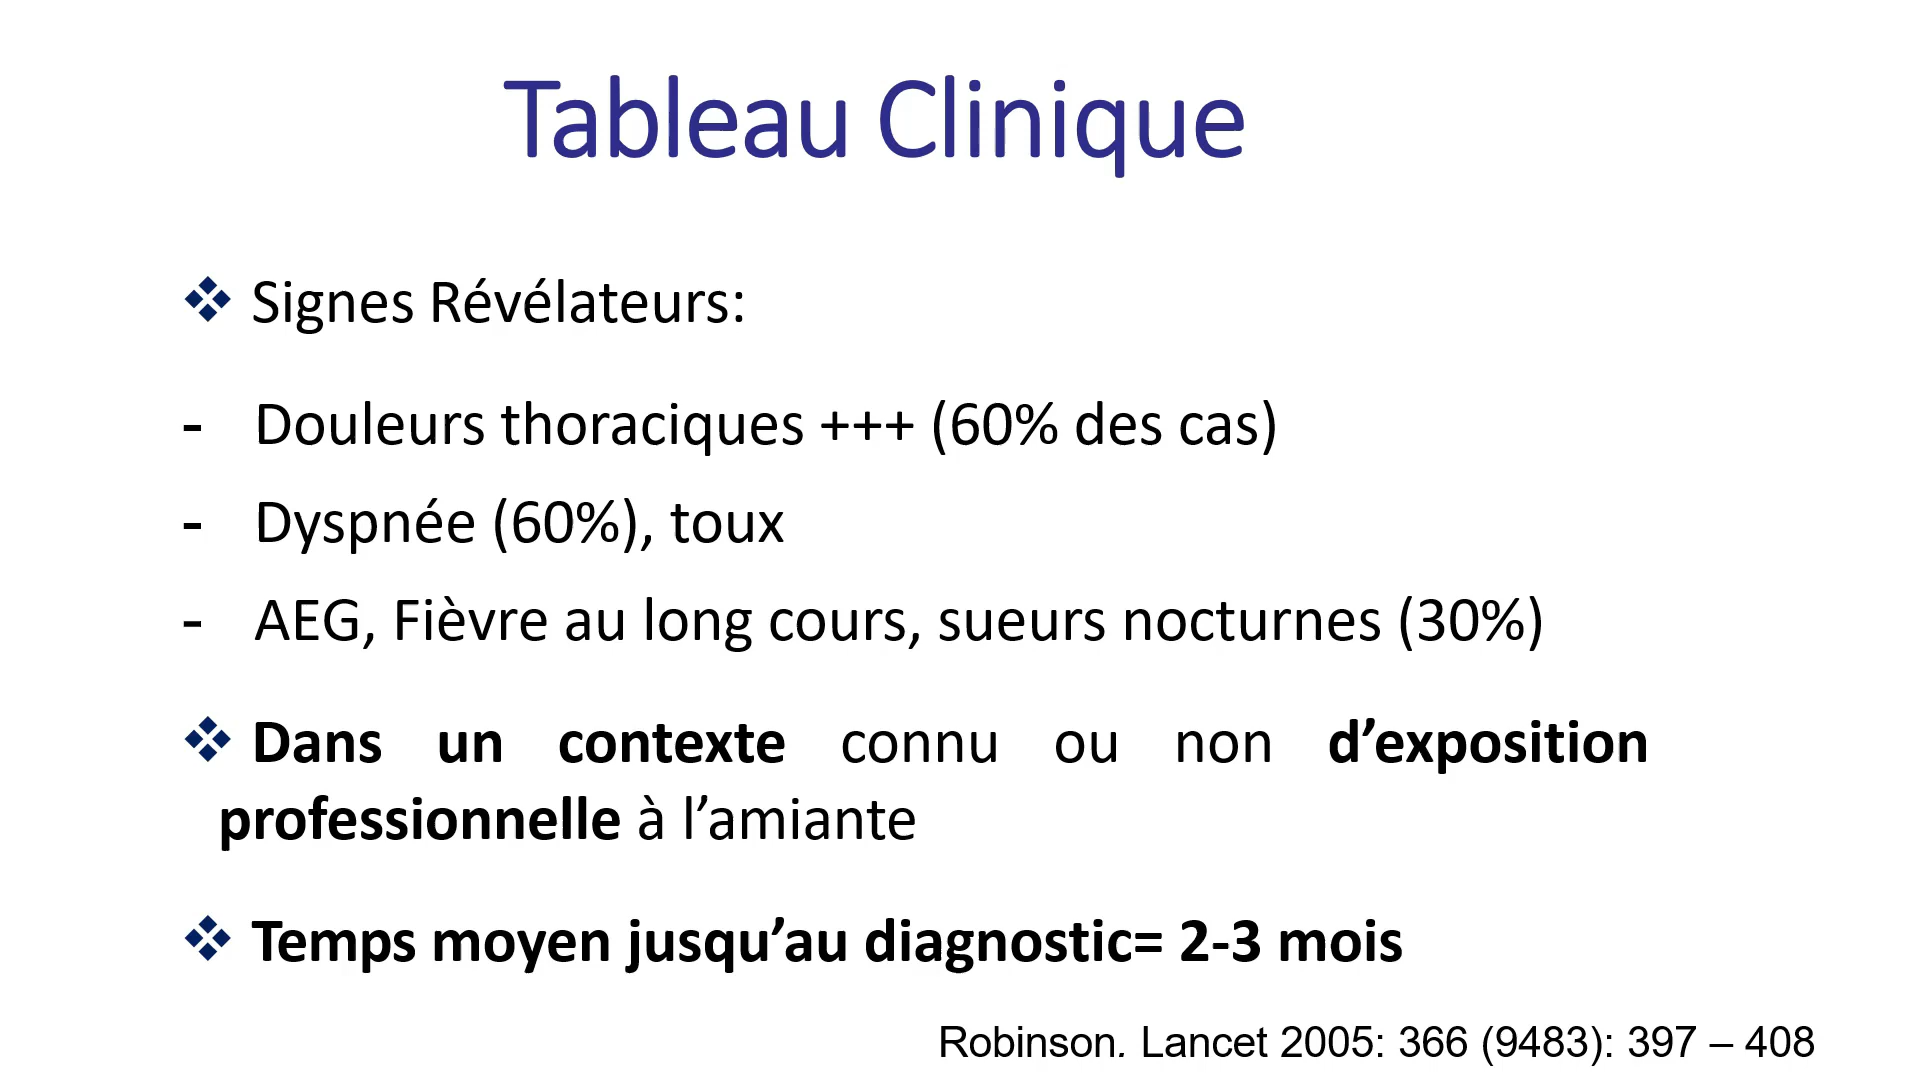 Tableau Clinique
❖ Signes Révélateurs:
- Douleurs thoraciques +++ (60% des cas)
- Dyspnée (60%), toux
- AEG, Fièvre au long cours, sueurs nocturnes (30%)
❖ Dans un contexte connu ou non d’exposition
professionnelle à l’amiante
❖ Temps moyen jusqu’au diagnostic= 2-3 mois
Robinson. Lancet 2005: 366 (9483): 397 – 408